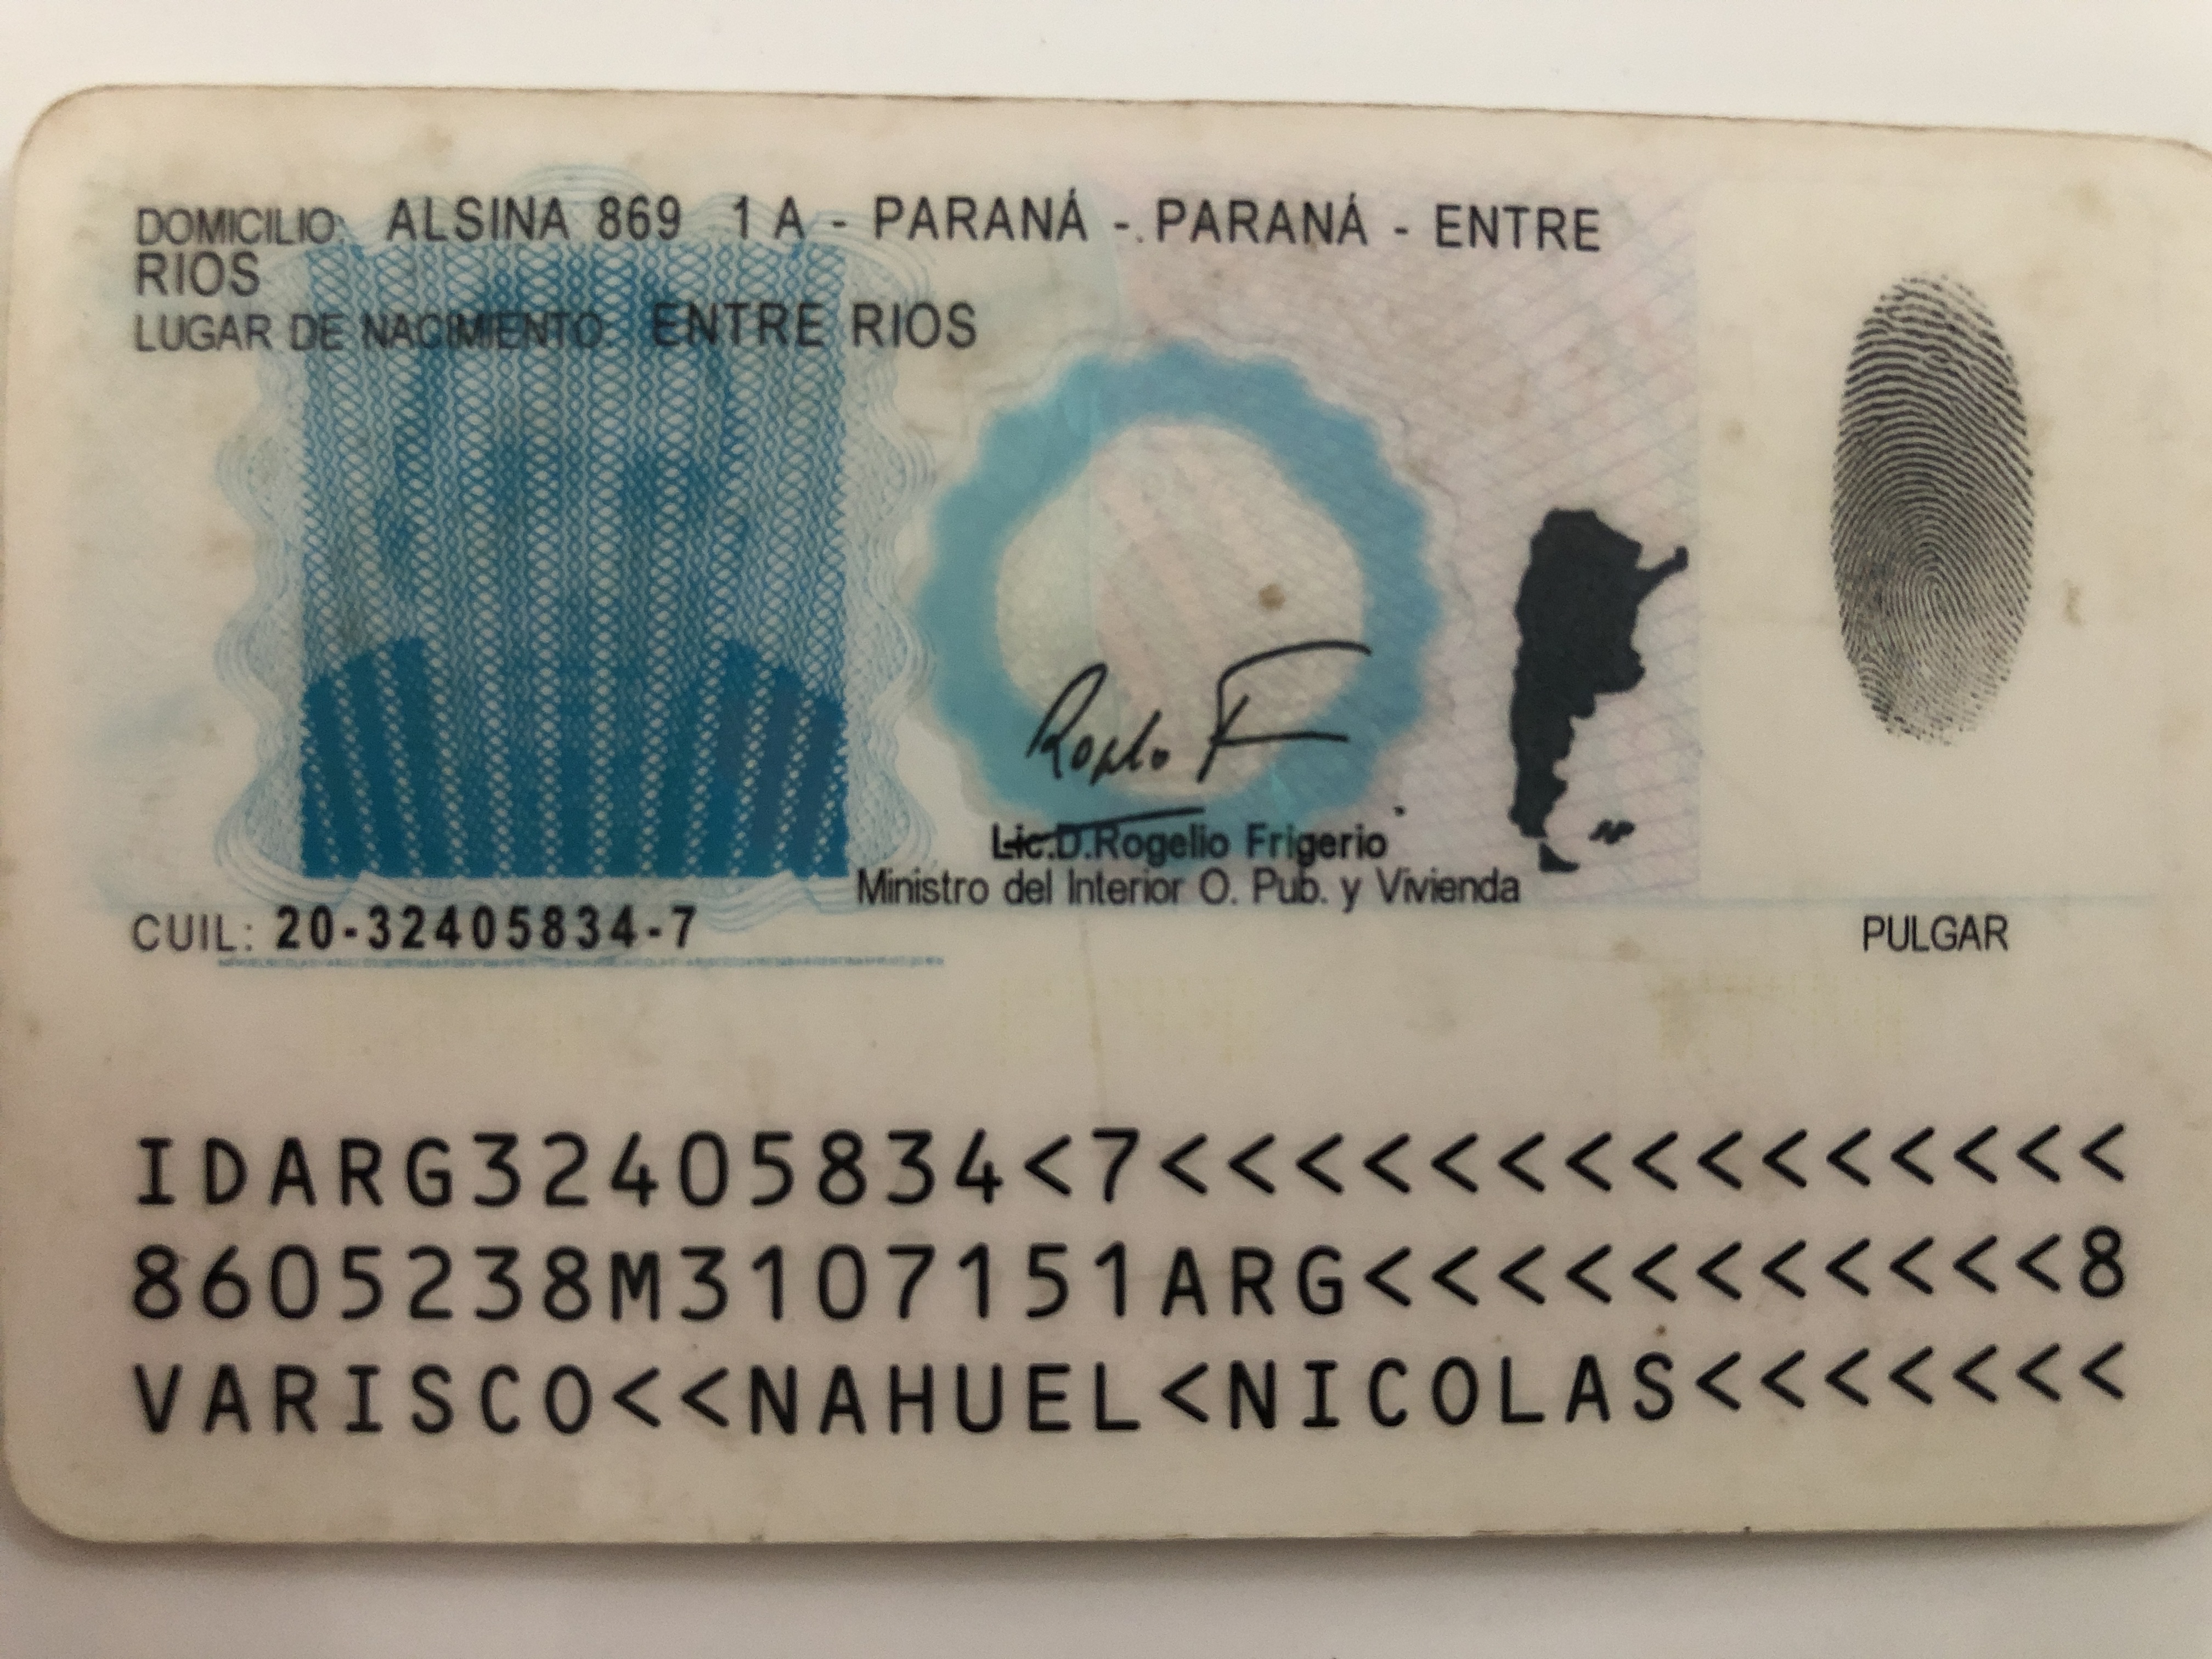 DOMICILIO: ALSINA 869 1 A - PARANÁ - PARANÁ - ENTRE
RIOS
LUGAR DE NACIMIENTO: ENTRE RIOS
Lic.D.Rogelio Frigerio
Ministro del Interior O. Pub. y Vivienda
CUIL: 20-32405834-7
PULGAR
IDARG32405834<7<<<<<<<<<<<<<<<
8605238M3107151ARG<<<<<<<<<<<8
VARISCO<<NAHUEL<NICOLAS<<<<<<<